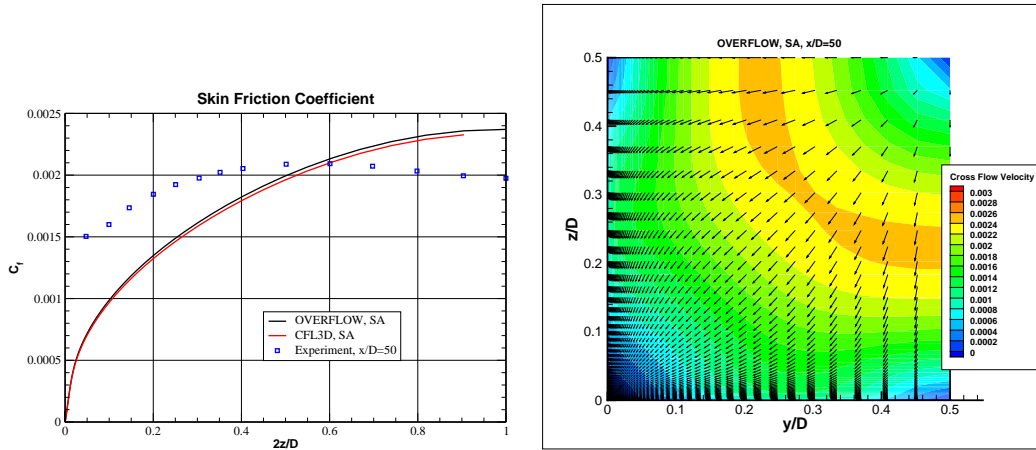 Skin Friction Coefficient
0.0025
0.002
0.0015
0.001
0.0005
0
C_f
OVERFLOW, SA
CFL3D, SA
Experiment, x/D=50
0 0.2 0.4 0.6 0.8 1
2z/D
OVERFLOW, SA, x/D=50
0.5
0.4
0.3
0.2
0.1
0
z/D
0 0.1 0.2 0.3 0.4 0.5
y/D
Cross Flow Velocity
0.003
0.0028
0.0026
0.0024
0.0022
0.002
0.0018
0.0016
0.0014
0.0012
0.001
0.0008
0.0006
0.0004
0.0002
0